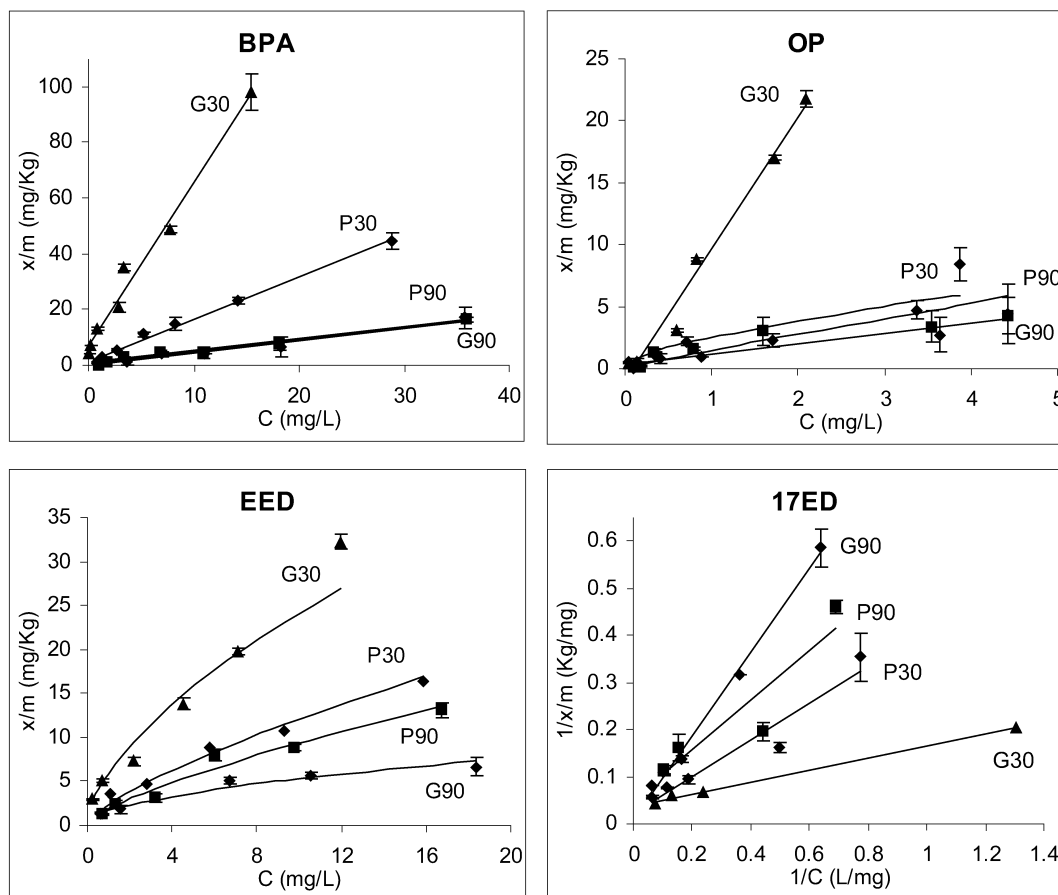 BPA
x/m (mg/Kg)
100
80
60
40
20
0
G30
P30
P90
G90
0 10 20 30 40
C (mg/L)
OP
x/m (mg/Kg)
25
20
15
10
5
0
G30
P30
P90
G90
1 2 3 4 5
C (mg/L)
EED
x/m (mg/Kg)
35
30
25
20
15
10
5
0
G30
P30
P90
G90
0 4 8 12 16 20
C (mg/L)
17ED
1/x/m (Kg/mg)
0.6
0.5
0.4
0.3
0.2
0.1
0
G90
P90
P30
G30
0 0.2 0.4 0.6 0.8 1 1.2 1.4
1/C (L/mg)